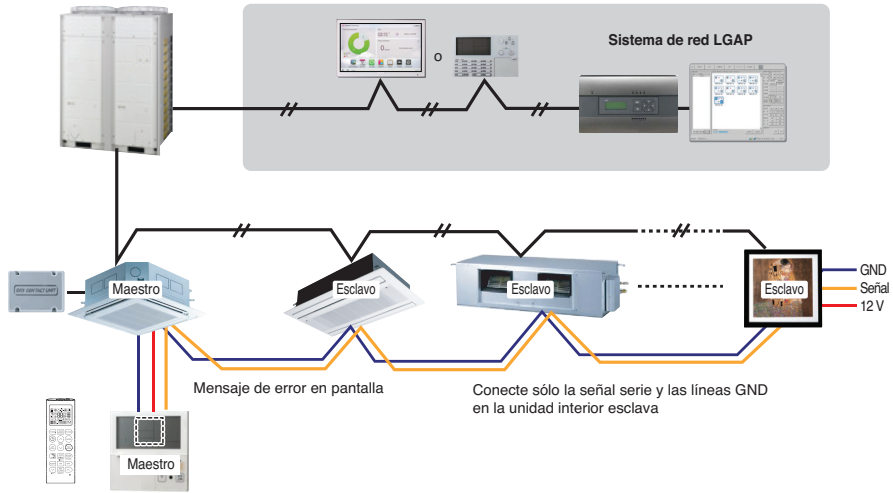 Sistema de red LGAP
o
DRY CONTACT UNIT
Maestro
Esclavo
Esclavo
Esclavo
GND
Señal
12 V
Mensaje de error en pantalla
Conecte sólo la señal serie y las líneas GND
en la unidad interior esclava
Maestro